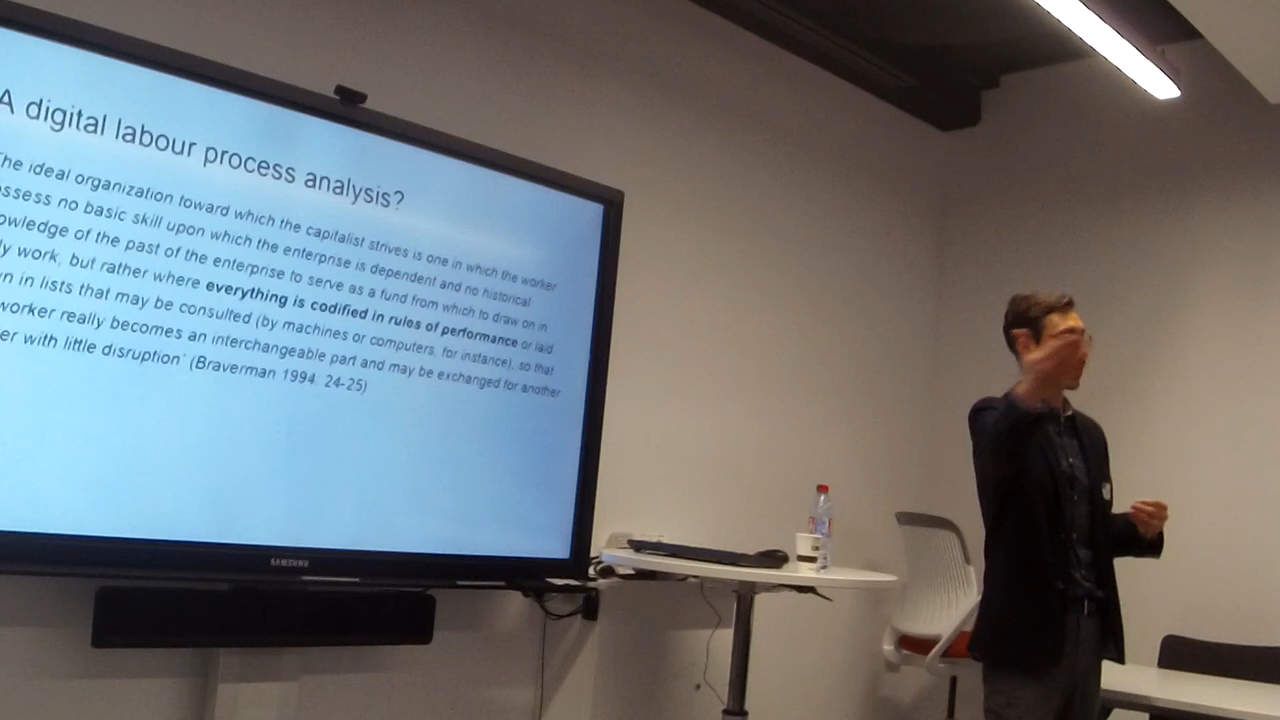 A digital labour process analysis?
The ideal organization toward which the capitalist strives is one in which the worker
ssess no basic skill upon which the enterprise is dependent and no historical
owledge of the past of the enterprise to serve as a fund from which to draw on in
ly work, but rather where everything is codified in rules of performance or laid
n in lists that may be consulted (by machines or computers, for instance), so that
worker really becomes an interchangeable part and may be exchanged for another
er with little disruption' (Braverman 1994: 24-25)
SAMSUNG